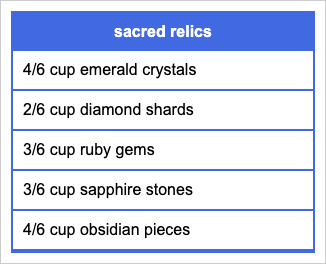 sacred relics
4/6 cup emerald crystals
2/6 cup diamond shards
3/6 cup ruby gems
3/6 cup sapphire stones
4/6 cup obsidian pieces